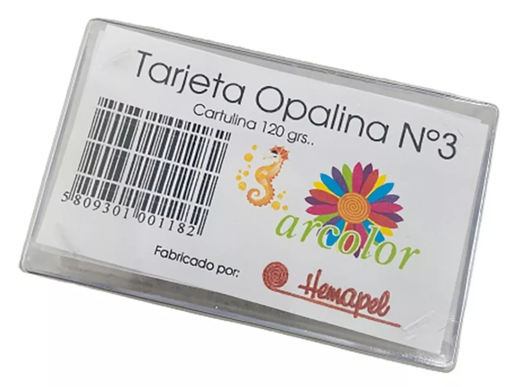 Tarjeta Opalina N°3
Cartulina 120 grs..
5 809301 001182
arcolor
Fabricado por:
Hemapel